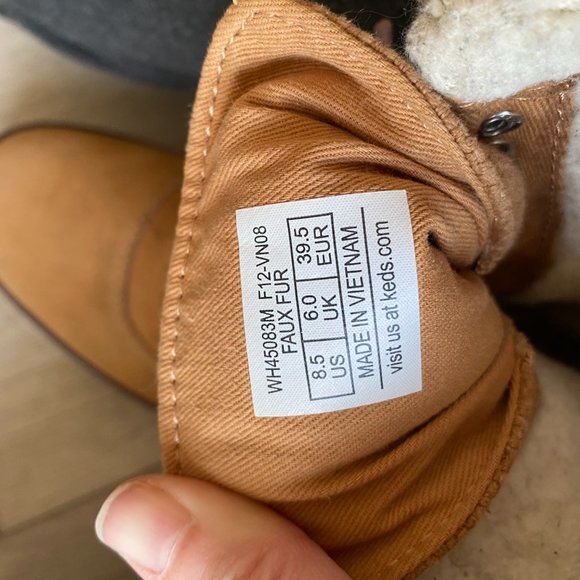 WH45083M F12-VN08
FAUX FUR
8.5 6.0 39.5
US UK EUR
MADE IN VIETNAM
visit us at keds.com